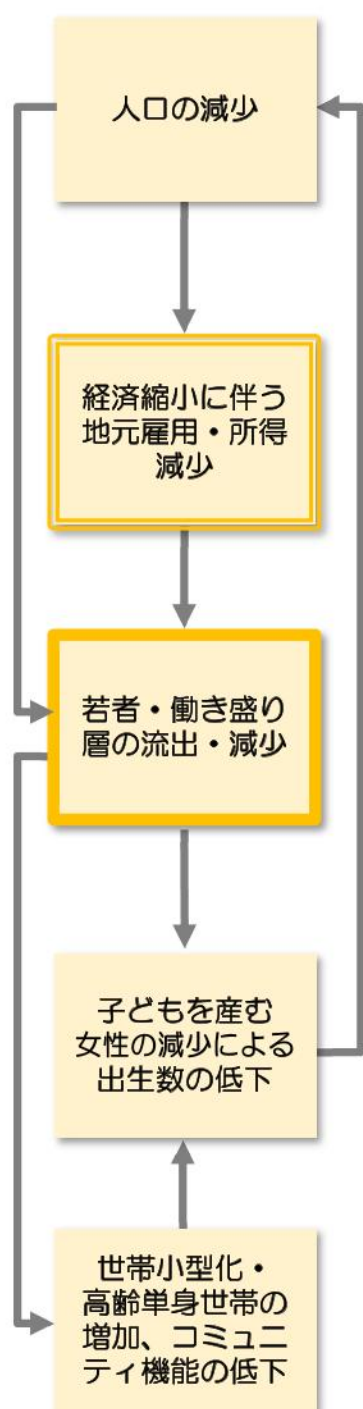 人口の減少
経済縮小に伴う
地元雇用・所得
減少
若者・働き盛り
層の流出・減少
子どもを産む
女性の減少による
出生数の低下
世帯小型化・
高齢単身世帯の
増加、コミュニ
ティ機能の低下